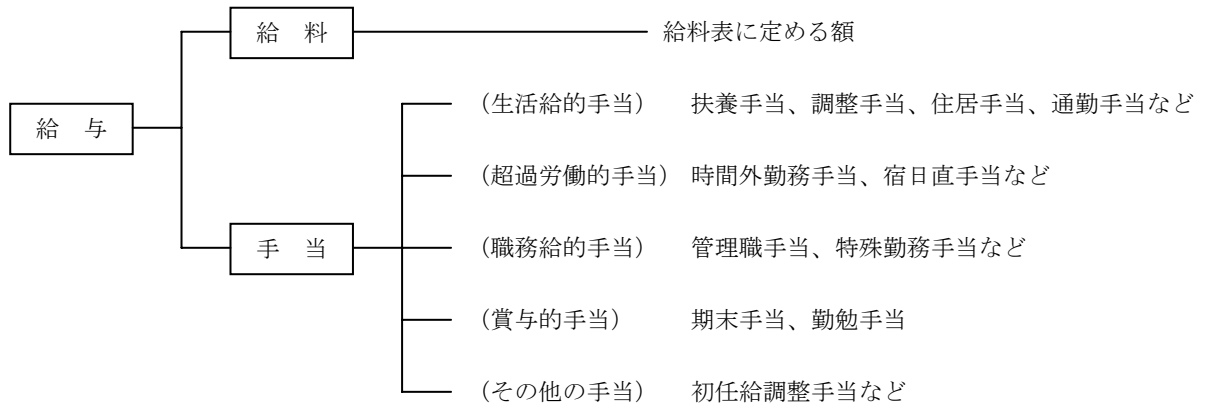 給 料 給料表に定める額
(生活給的手当) 扶養手当、調整手当、住居手当、通勤手当など
給 与
(超過労働的手当) 時間外勤務手当、宿日直手当など
手 当 (職務給的手当) 管理職手当、特殊勤務手当など
(賞与的手当) 期末手当、勤勉手当
(その他の手当) 初任給調整手当など